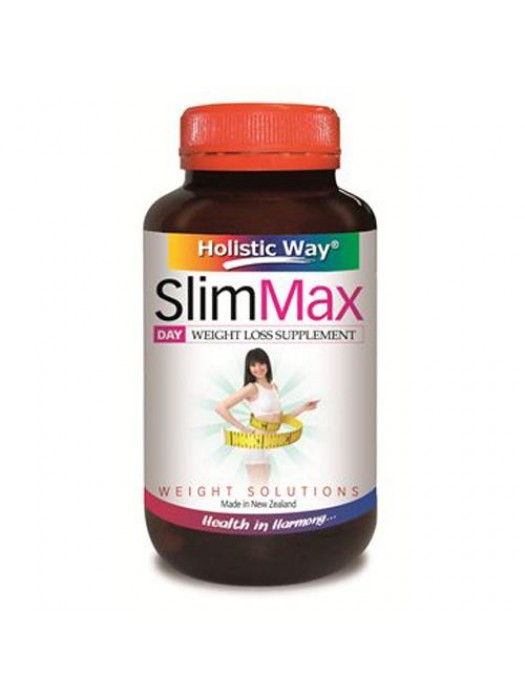 Holistic Way®
SlimMax
DAY WEIGHT LOSS SUPPLEMENT
WEIGHT SOLUTIONS
Made in New Zealand
Health in Harmony...